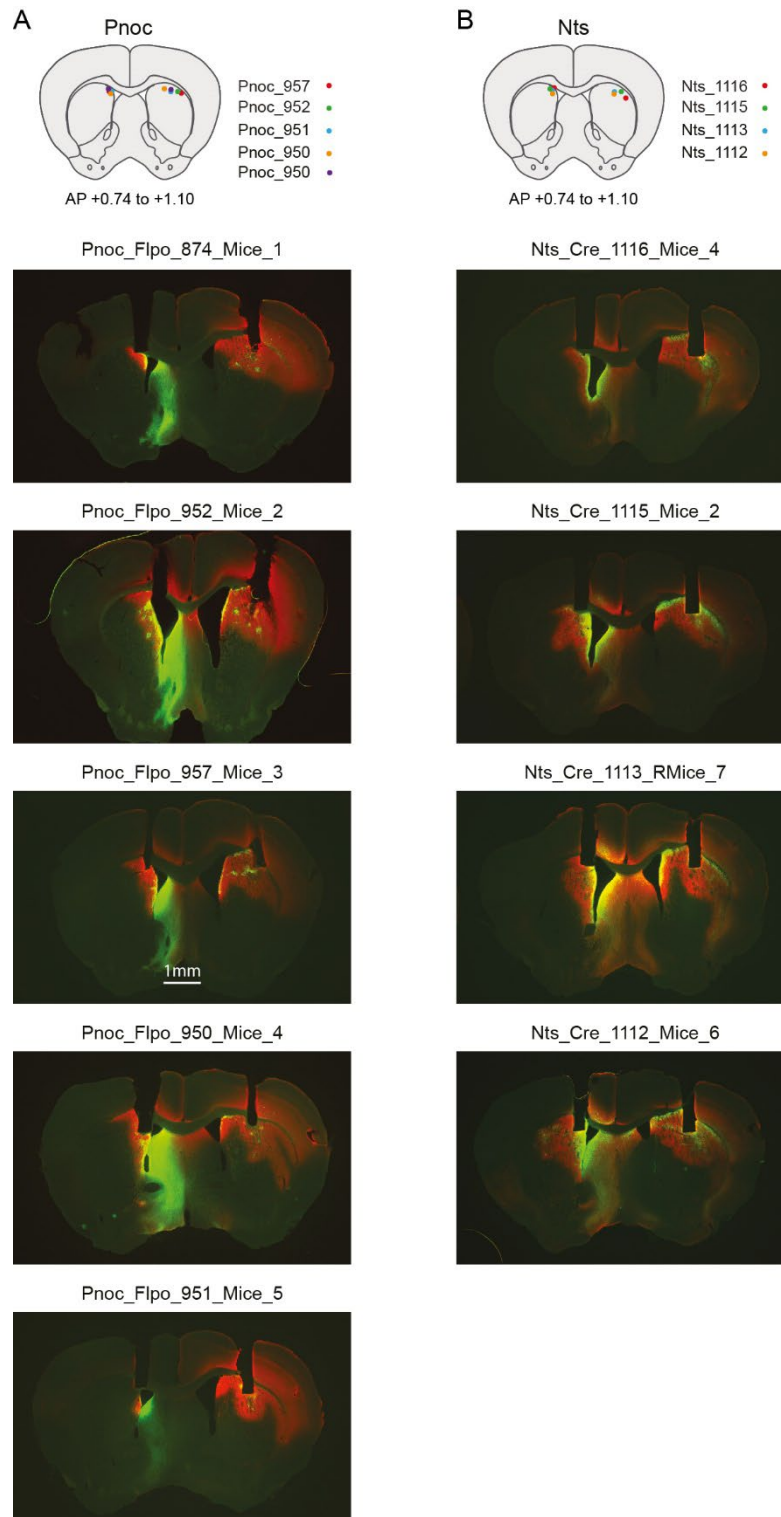 A
Pnoc
Pnoc_957
Pnoc_952
Pnoc_951
Pnoc_950
Pnoc_950
AP +0.74 to +1.10
Pnoc_Flpo_874_Mice_1
Pnoc_Flpo_952_Mice_2
Pnoc_Flpo_957_Mice_3
1mm
Pnoc_Flpo_950_Mice_4
Pnoc_Flpo_951_Mice_5
B
Nts
Nts_1116
Nts_1115
Nts_1113
Nts_1112
AP +0.74 to +1.10
Nts_Cre_1116_Mice_4
Nts_Cre_1115_Mice_2
Nts_Cre_1113_RMice_7
Nts_Cre_1112_Mice_6